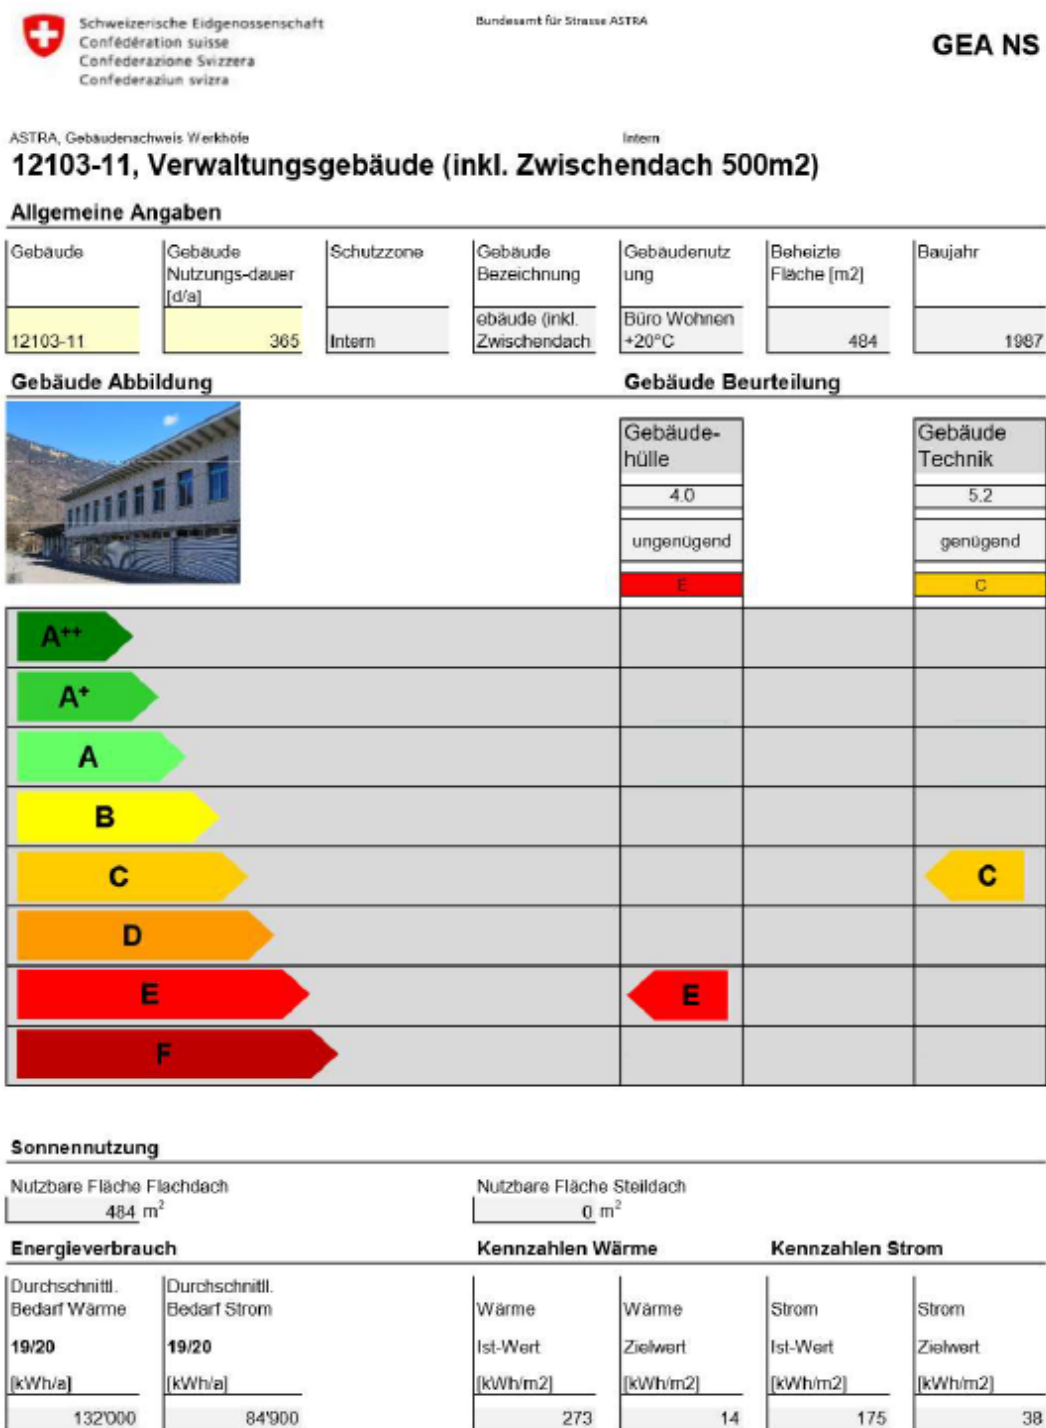 Schweizerische Eidgenossenschaft
Confédération suisse
Confederazione Svizzera
Confederaziun svizra
Bundesamt für Strasse ASTRA
GEA NS
ASTRA, Gebäudenachweis Werkhöfe
Intern
12103-11, Verwaltungsgebäude (inkl. Zwischendach 500m2)
Allgemeine Angaben
Gebäude
Gebäude
Nutzungs-dauer
[d/a]
Schutzzone
Gebäude
Bezeichnung
Gebäudenutz
ung
Beheizte
Fläche [m2]
Baujahr
12103-11
365
Intern
ebäude (inkl.
Zwischendach
Büro Wohnen
+20°C
484
1987
Gebäude Abbildung
Gebäude Beurteilung
Gebäude-
hülle
Gebäude
Technik
4.0
5.2
ungenügend
genügend
E
C
A++
A+
A
B
C
C
D
E
E
F
Sonnennutzung
Nutzbare Fläche Flachdach
484 m²
Nutzbare Fläche Steildach
0 m²
Energieverbrauch
Kennzahlen Wärme
Kennzahlen Strom
Durchschnittl.
Bedarf Wärme
19/20
[kWh/a]
Durchschnitll.
Bedarf Strom
19/20
[kWh/a]
Wärme
Ist-Wert
[kWh/m2]
Wärme
Zielwert
[kWh/m2]
Strom
Ist-Wert
[kWh/m2]
Strom
Zielwert
[kWh/m2]
132'000
84'900
273
14
175
38